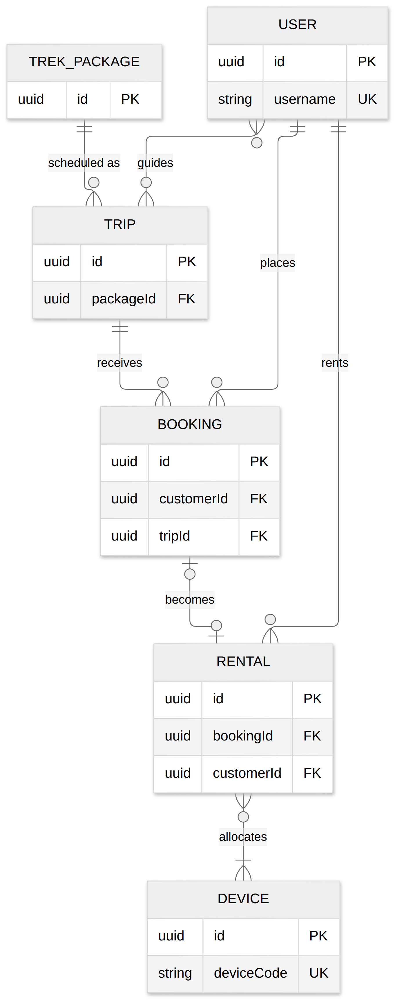 USER
uuid id PK
string username UK
TREK_PACKAGE
uuid id PK
scheduled as
guides
TRIP
uuid id PK
uuid packageId FK
places
receives
rents
BOOKING
uuid id PK
uuid customerId FK
uuid tripId FK
becomes
RENTAL
uuid id PK
uuid bookingId FK
uuid customerId FK
allocates
DEVICE
uuid id PK
string deviceCode UK